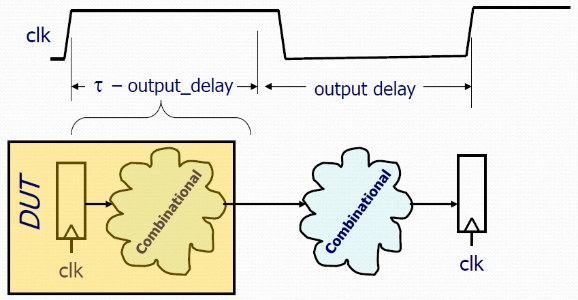 clk
τ – output_delay
output delay
DUT
Combinational
Combinational
clk
clk